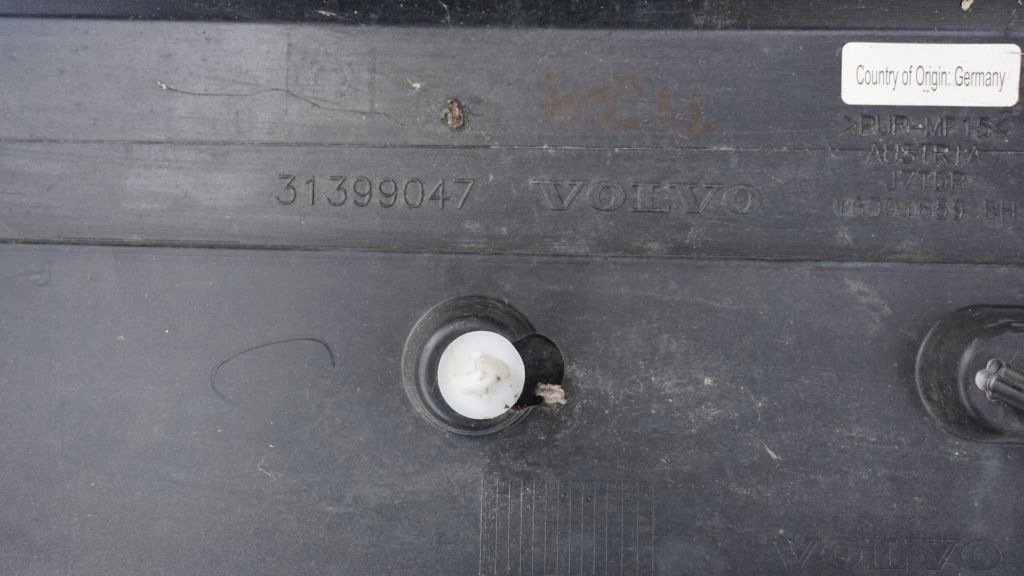 Country of Origin: Germany
>PUR-MF15<
AUSTRIA
31399047 VOLVO
VOLVO